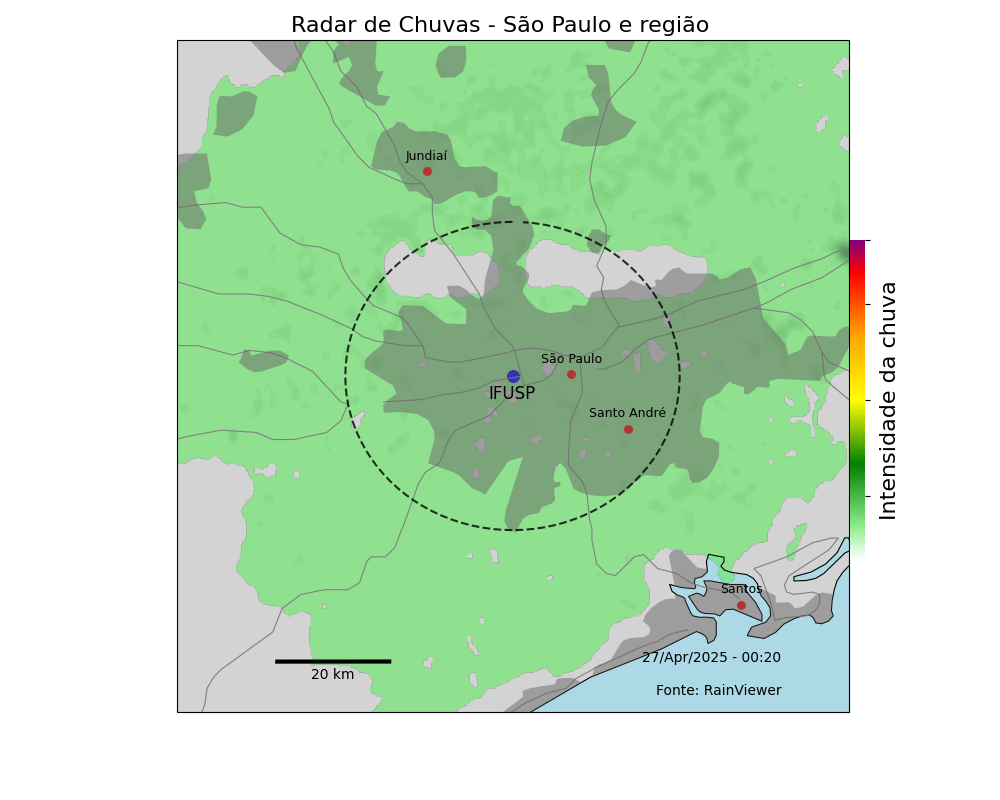 Radar de Chuvas - São Paulo e região
Jundiaí
São Paulo
IFUSP
Santo André
Intensidade da chuva
Santos
27/Apr/2025 - 00:20
20 km
Fonte: RainViewer